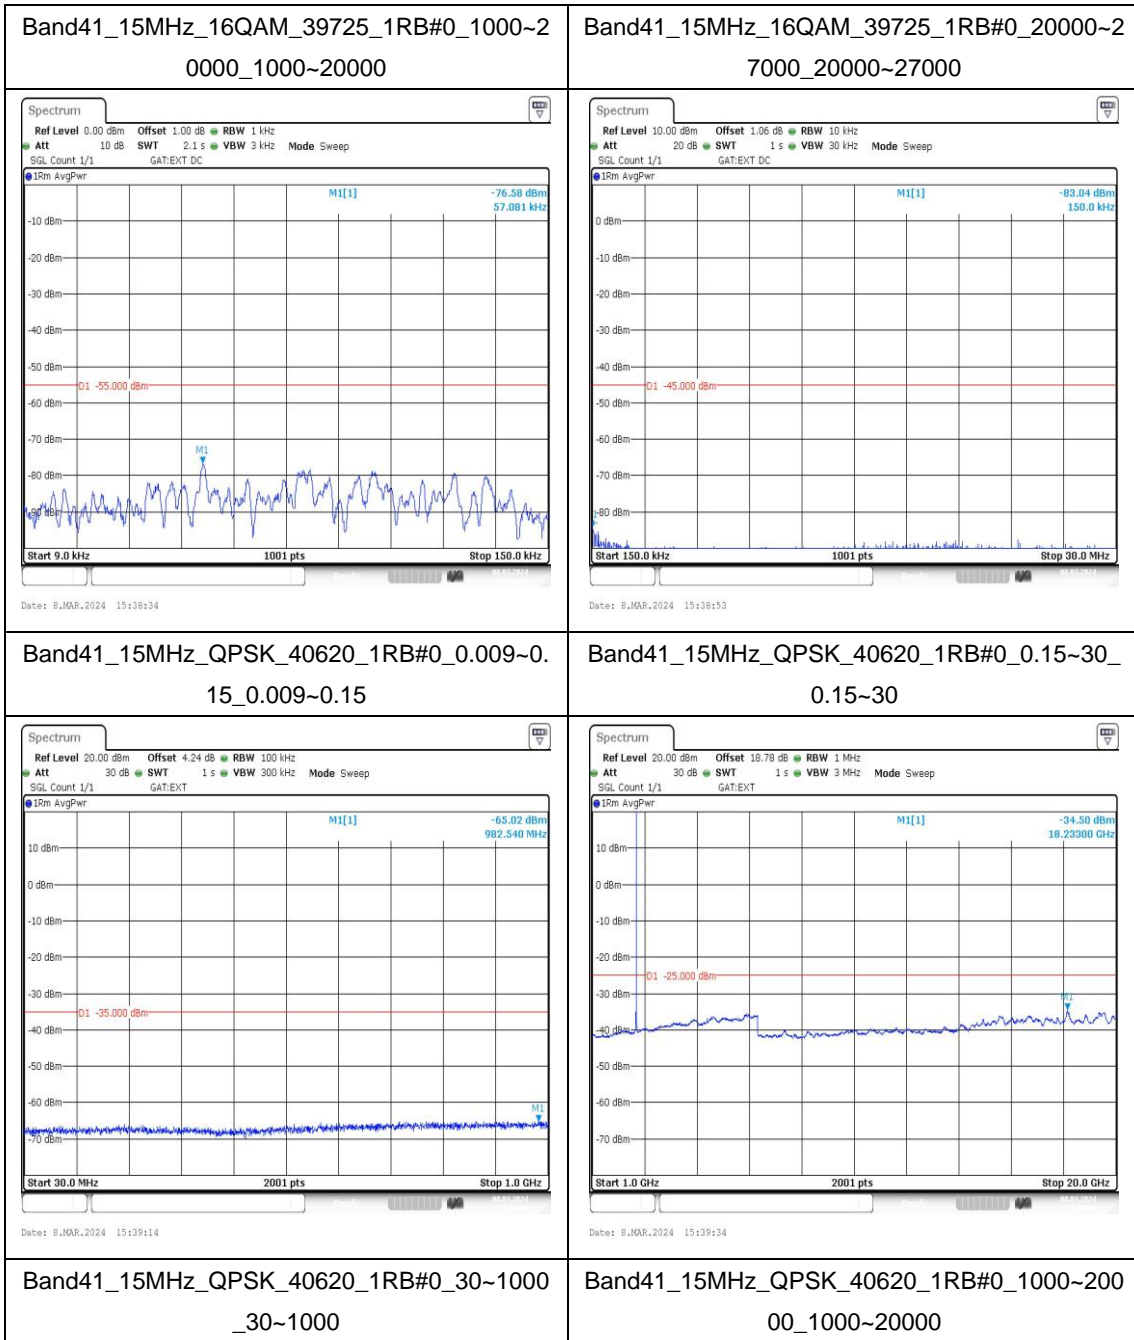 Band41_15MHz_16QAM_39725_1RB#0_1000~2
0000_1000~20000
Band41_15MHz_16QAM_39725_1RB#0_20000~2
7000_20000~27000
Spectrum
Ref Level 0.00 dBm Offset 1.00 dB RBW 1 kHz
Att 10 dB SWT 2.1 s VBW 3 kHz Mode Sweep
SGL Count 1/1 GAT:EXT DC
1Rm AvgPwr
M1[1] -76.58 dBm
57.081 kHz
-10 dBm
-20 dBm
-30 dBm
-40 dBm
-50 dBm
D1 -55.000 dBm
-60 dBm
-70 dBm
M1
-80 dBm
-90 dBm
Start 9.0 kHz 1001 pts Stop 150.0 kHz
Date: 8.MAR.2024 15:38:34
Spectrum
Ref Level 10.00 dBm Offset 1.06 dB RBW 10 kHz
Att 20 dB SWT 1 s VBW 30 kHz Mode Sweep
SGL Count 1/1 GAT:EXT DC
1Rm AvgPwr
M1[1] -83.04 dBm
150.0 kHz
0 dBm
-10 dBm
-20 dBm
-30 dBm
-40 dBm
D1 -45.000 dBm
-50 dBm
-60 dBm
-70 dBm
-80 dBm
Start 150.0 kHz 1001 pts Stop 30.0 MHz
Date: 8.MAR.2024 15:38:53
Band41_15MHz_QPSK_40620_1RB#0_0.009~0.
15_0.009~0.15
Band41_15MHz_QPSK_40620_1RB#0_0.15~30_
0.15~30
Spectrum
Ref Level 20.00 dBm Offset 4.24 dB RBW 100 kHz
Att 30 dB SWT 1 s VBW 300 kHz Mode Sweep
SGL Count 1/1 GAT:EXT
1Rm AvgPwr
M1[1] -65.02 dBm
982.540 MHz
10 dBm
0 dBm
-10 dBm
-20 dBm
-30 dBm
D1 -35.000 dBm
-40 dBm
-50 dBm
-60 dBm
M1
-70 dBm
Start 30.0 MHz 2001 pts Stop 1.0 GHz
Date: 8.MAR.2024 15:39:14
Spectrum
Ref Level 20.00 dBm Offset 18.78 dB RBW 1 MHz
Att 30 dB SWT 1 s VBW 3 MHz Mode Sweep
SGL Count 1/1 GAT:EXT
1Rm AvgPwr
M1[1] -34.50 dBm
18.23300 GHz
10 dBm
0 dBm
-10 dBm
-20 dBm
D1 -25.000 dBm
-30 dBm
M1
-40 dBm
-50 dBm
-60 dBm
-70 dBm
Start 1.0 GHz 2001 pts Stop 20.0 GHz
Date: 8.MAR.2024 15:39:34
Band41_15MHz_QPSK_40620_1RB#0_30~1000
_30~1000
Band41_15MHz_QPSK_40620_1RB#0_1000~200
00_1000~20000